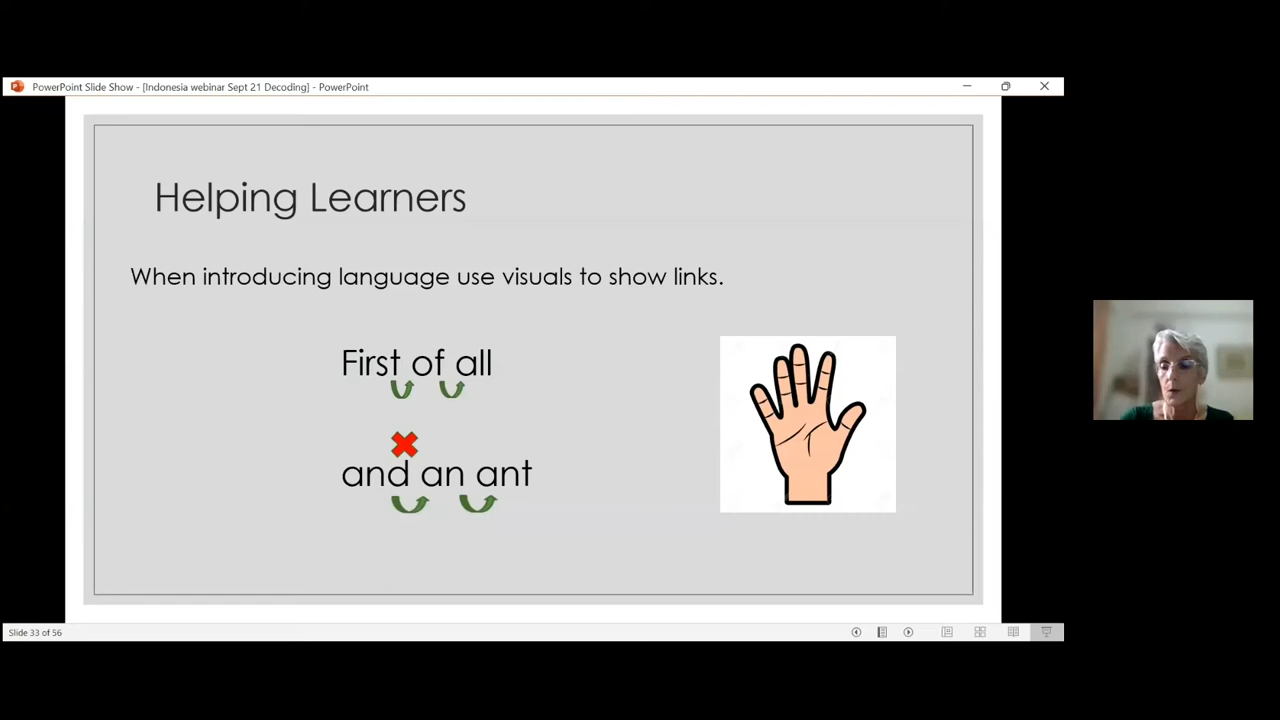 PowerPoint Slide Show - [Indonesia webinar Sept 21 Decoding] - PowerPoint
Helping Learners
When introducing language use visuals to show links.
First of all
and an ant
Slide 33 of 56